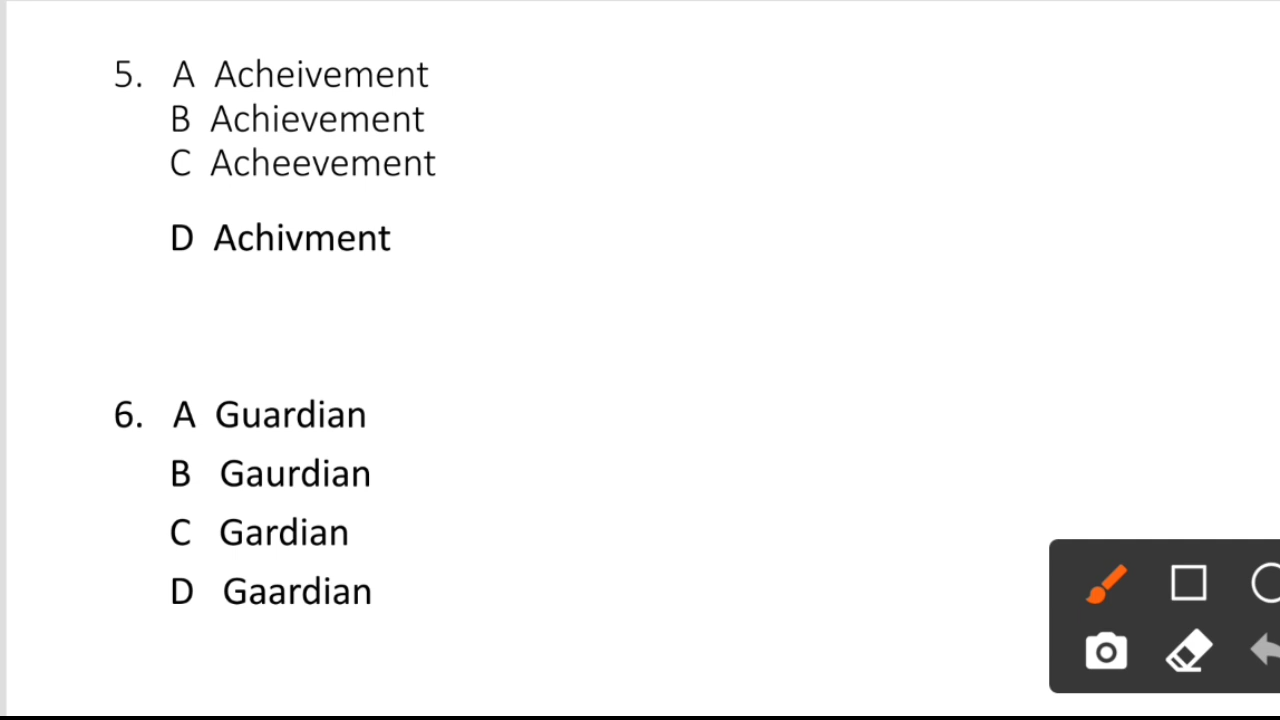 5. A Acheivement
B Achievement
C Acheevement
D Achivment
6. A Guardian
B Gaurdian
C Gardian
D Gaardian